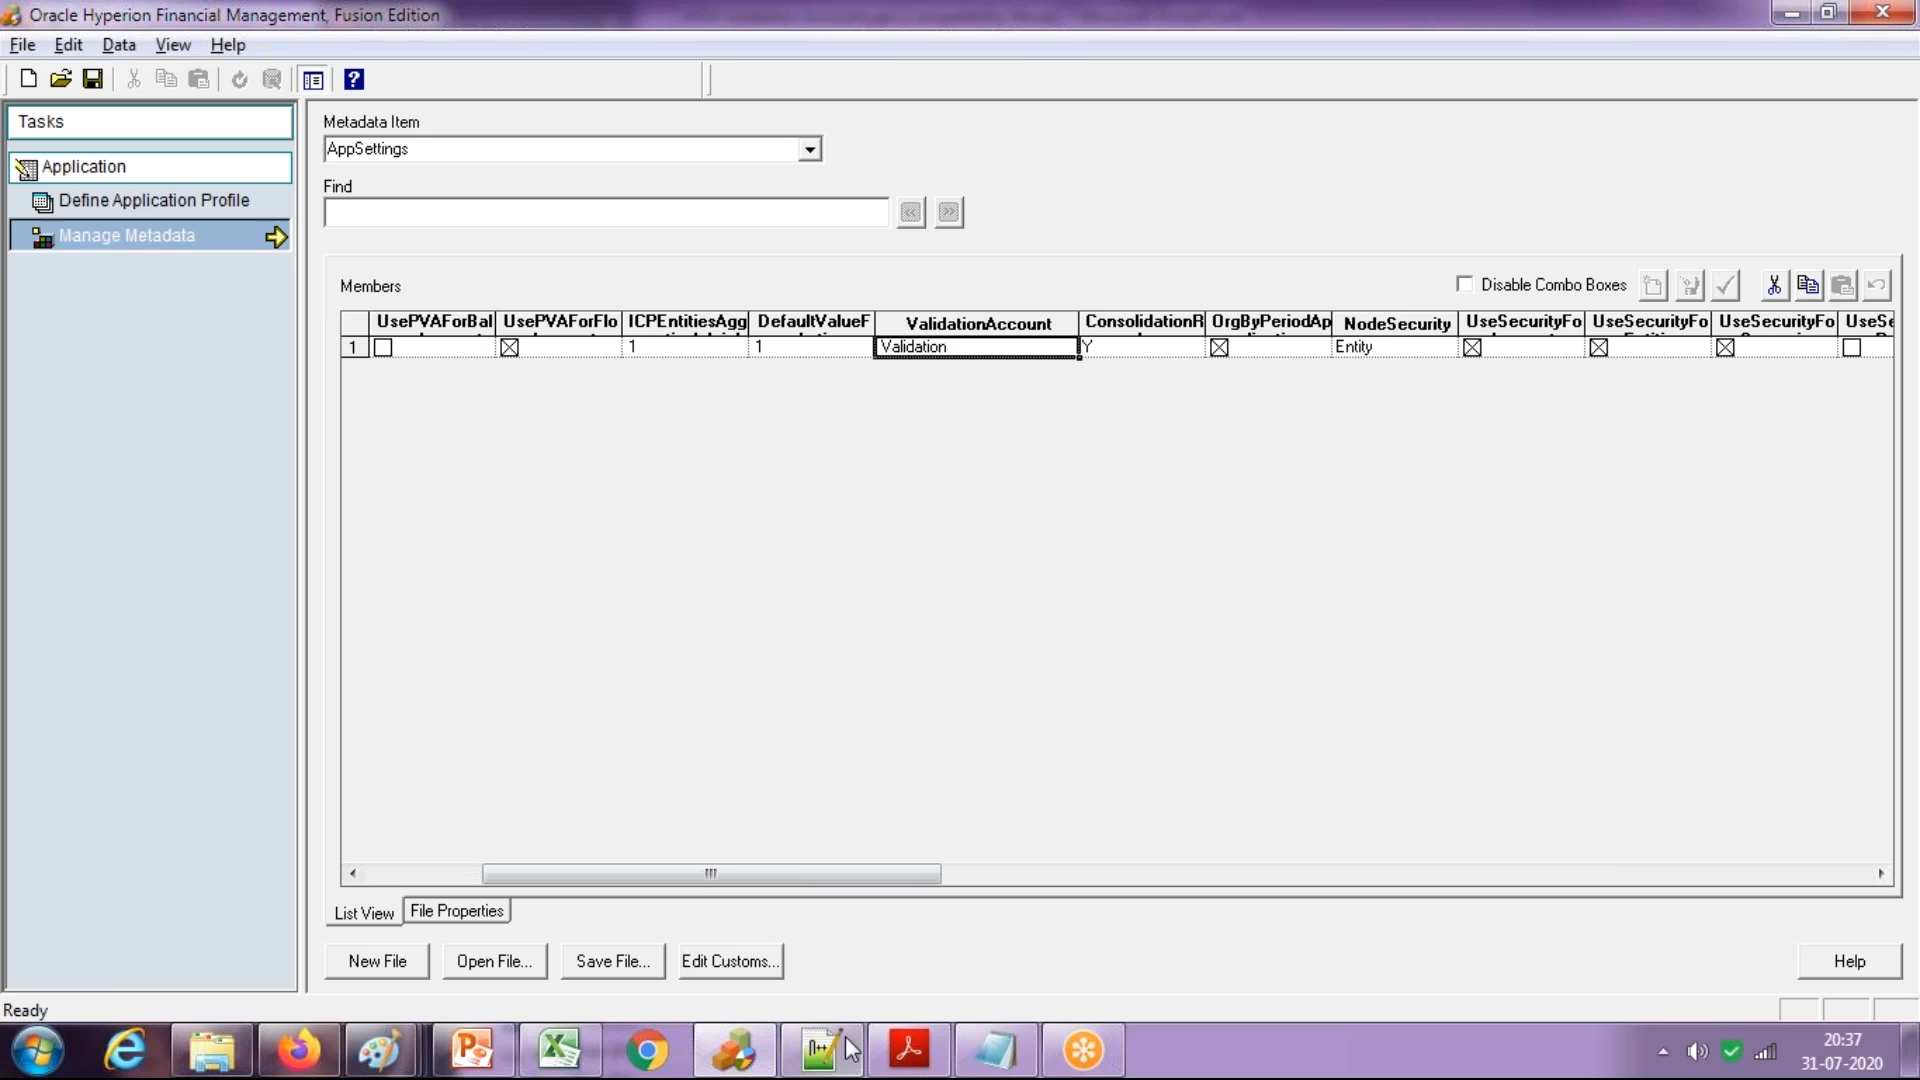 Oracle Hyperion Financial Management, Fusion Edition
File Edit Data View Help
Tasks
Application
Define Application Profile
Manage Metadata
Metadata Item
AppSettings
Find
Members
Disable Combo Boxes
UsePVAForBal UsePVAForFlo ICPEntitiesAgg DefaultValueF ValidationAccount ConsolidationR OrgByPeriodAp NodeSecurity UseSecurityFo UseSecurityFo UseSecurityFo UseSe
1 1 1 Validation Y Entity
List View File Properties
New File Open File... Save File... Edit Customs... Help
Ready
20:37
31-07-2020